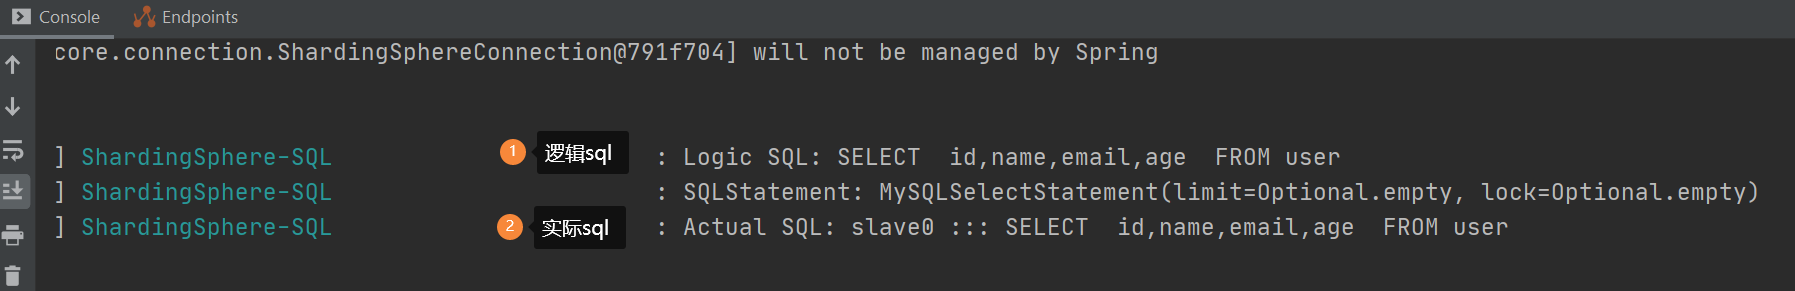 Console Endpoints
core.connection.ShardingSphereConnection@791f704] will not be managed by Spring
] ShardingSphere-SQL 1 逻辑sql : Logic SQL: SELECT  id,name,email,age  FROM user
] ShardingSphere-SQL : SQLStatement: MySQLSelectStatement(limit=Optional.empty, lock=Optional.empty)
] ShardingSphere-SQL 2 实际sql : Actual SQL: slave0 ::: SELECT  id,name,email,age  FROM user